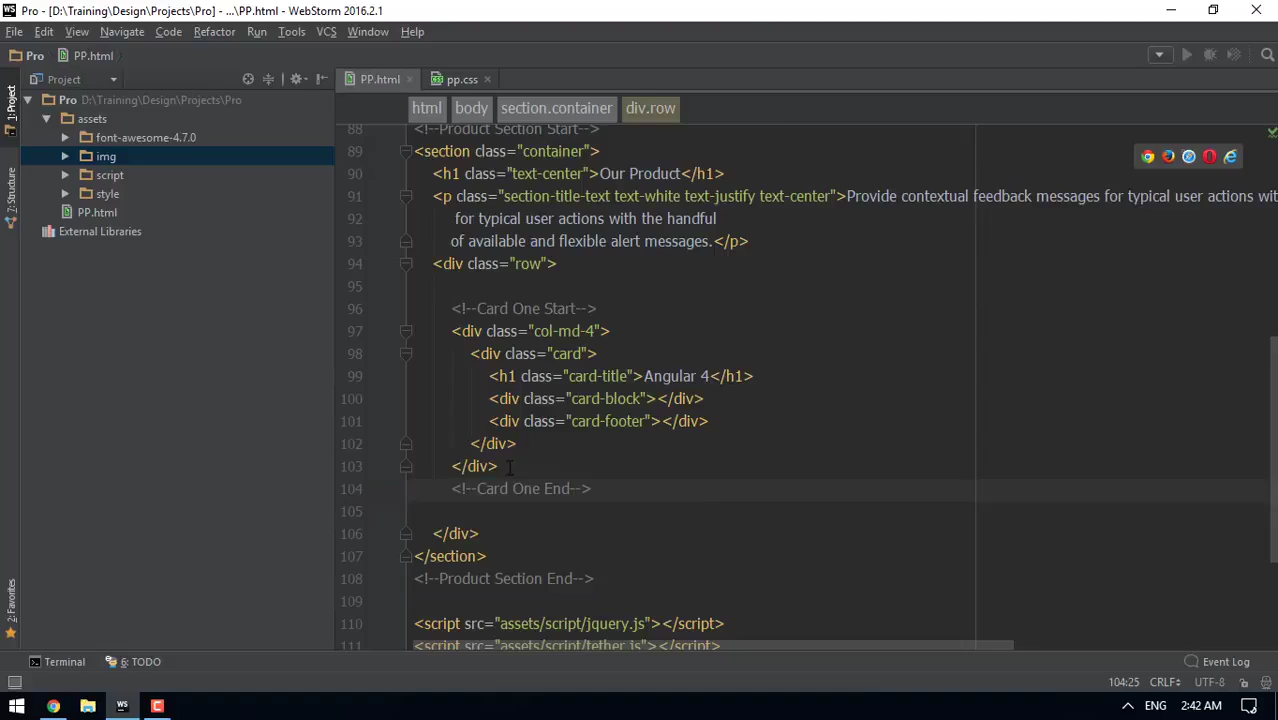 Pro - [D:\Training\Design\Projects\Pro] - ...\PP.html - WebStorm 2016.2.1
File Edit View Navigate Code Refactor Run Tools VCS Window Help
Pro PP.html
Project PP.html pp.css
1: Project
7: Structure
2: Favorites
Pro D:\Training\Design\Projects\Pro
assets
font-awesome-4.7.0
img
script
style
PP.html
External Libraries
html body section.container div.row
88 <!--Product Section Start-->
89 <section class="container">
90 <h1 class="text-center">Our Product</h1>
91 <p class="section-title-text text-white text-justify text-center">Provide contextual feedback messages for typical user actions wit
92 for typical user actions with the handful
93 of available and flexible alert messages.</p>
94 <div class="row">
95
96 <!--Card One Start-->
97 <div class="col-md-4">
98 <div class="card">
99 <h1 class="card-title">Angular 4</h1>
100 <div class="card-block"></div>
101 <div class="card-footer"></div>
102 </div>
103 </div>
104 <!--Card One End-->
105
106 </div>
107 </section>
108 <!--Product Section End-->
109
110 <script src="assets/script/jquery.js"></script>
111 <script src="assets/script/tether.js"></script>
Terminal 6: TODO Event Log
104:25 CRLF UTF-8
WS C ENG 2:42 AM